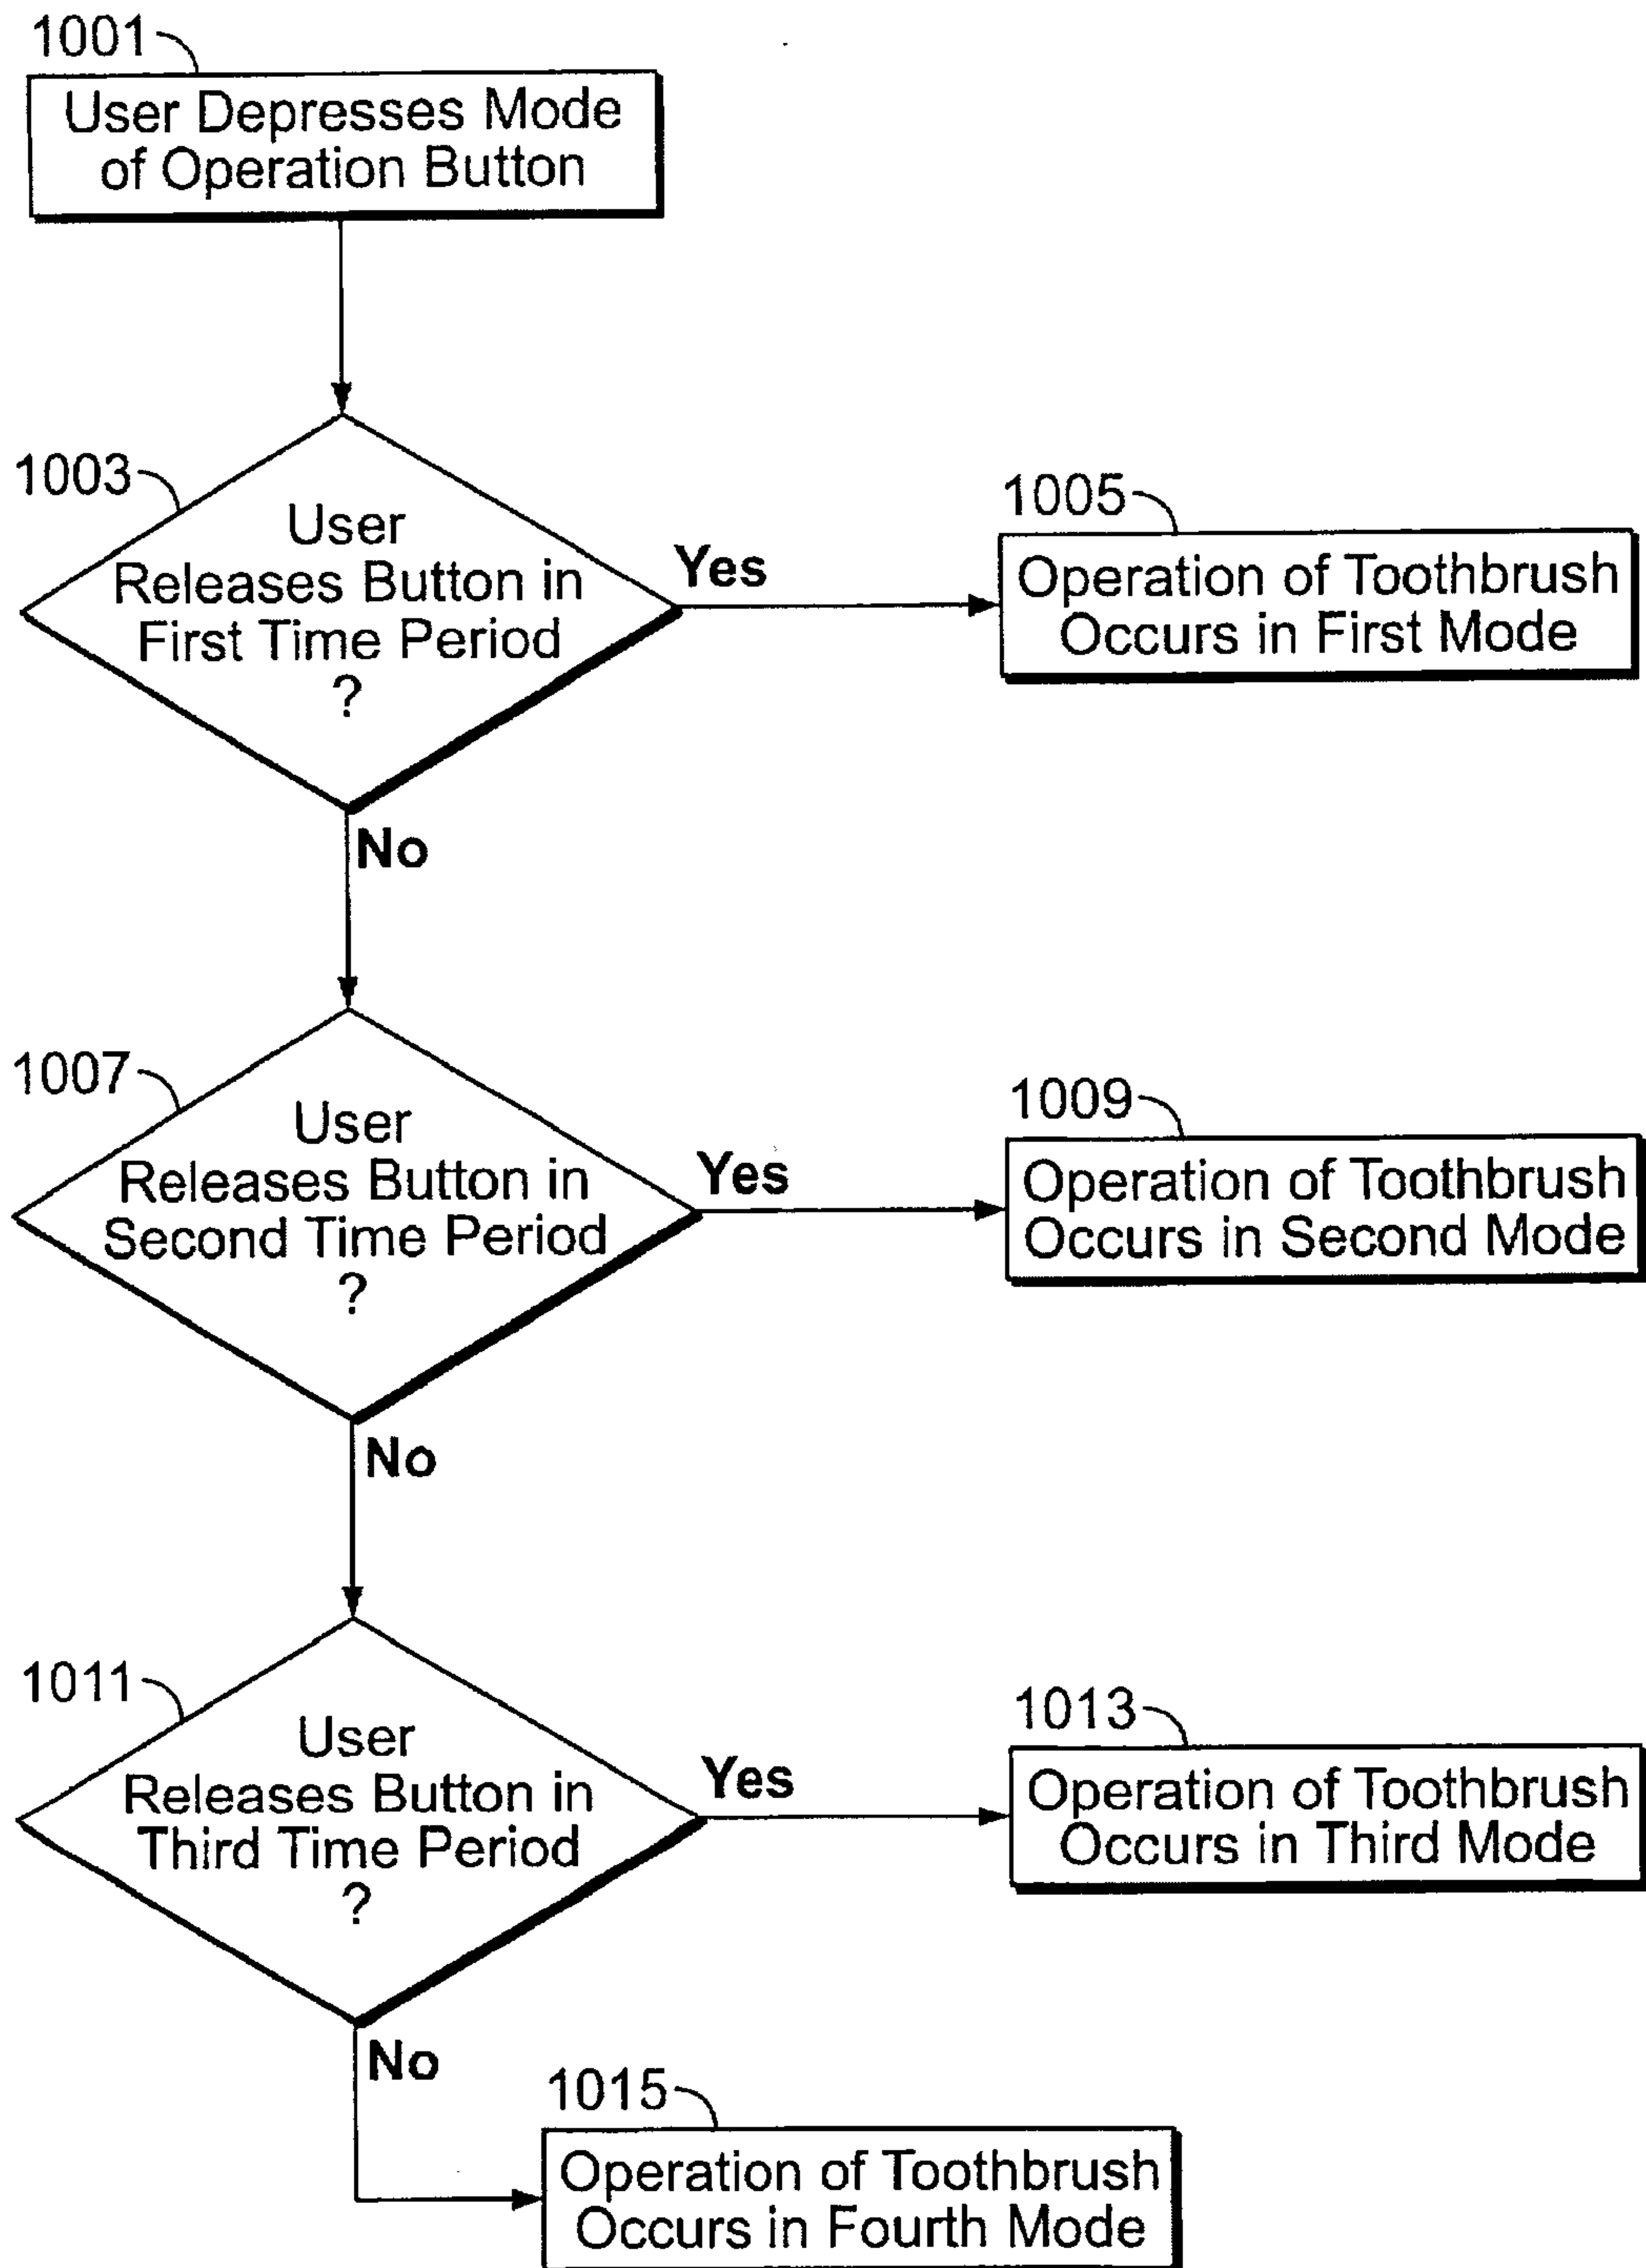 1001
User Depresses Mode
of Operation Button
1003
User
Releases Button in
First Time Period
?
Yes
1005
Operation of Toothbrush
Occurs in First Mode
No
1007
User
Releases Button in
Second Time Period
?
Yes
1009
Operation of Toothbrush
Occurs in Second Mode
No
1011
User
Releases Button in
Third Time Period
?
Yes
1013
Operation of Toothbrush
Occurs in Third Mode
No
1015
Operation of Toothbrush
Occurs in Fourth Mode